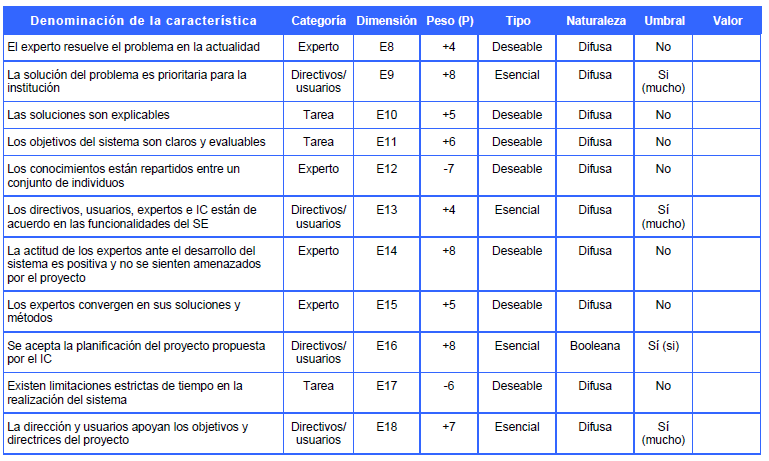 Denominación de la característica Categoría Dimensión Peso (P) Tipo Naturaleza Umbral Valor
El experto resuelve el problema en la actualidad Experto E8 +4 Deseable Difusa No
La solución del problema es prioritaria para la institución Directivos/ usuarios E9 +8 Esencial Difusa Si (mucho)
Las soluciones son explicables Tarea E10 +5 Deseable Difusa No
Los objetivos del sistema son claros y evaluables Tarea E11 +6 Deseable Difusa No
Los conocimientos están repartidos entre un conjunto de individuos Experto E12 -7 Deseable Difusa No
Los directivos, usuarios, expertos e IC están de acuerdo en las funcionalidades del SE Directivos/ usuarios E13 +4 Esencial Difusa Sí (mucho)
La actitud de los expertos ante el desarrollo del sistema es positiva y no se sienten amenazados por el proyecto Experto E14 +8 Deseable Difusa No
Los expertos convergen en sus soluciones y métodos Experto E15 +5 Deseable Difusa No
Se acepta la planificación del proyecto propuesta por el IC Directivos/ usuarios E16 +8 Esencial Booleana Sí (si)
Existen limitaciones estrictas de tiempo en la realización del sistema Tarea E17 -6 Deseable Difusa No
La dirección y usuarios apoyan los objetivos y directrices del proyecto Directivos/ usuarios E18 +7 Esencial Difusa Sí (mucho)